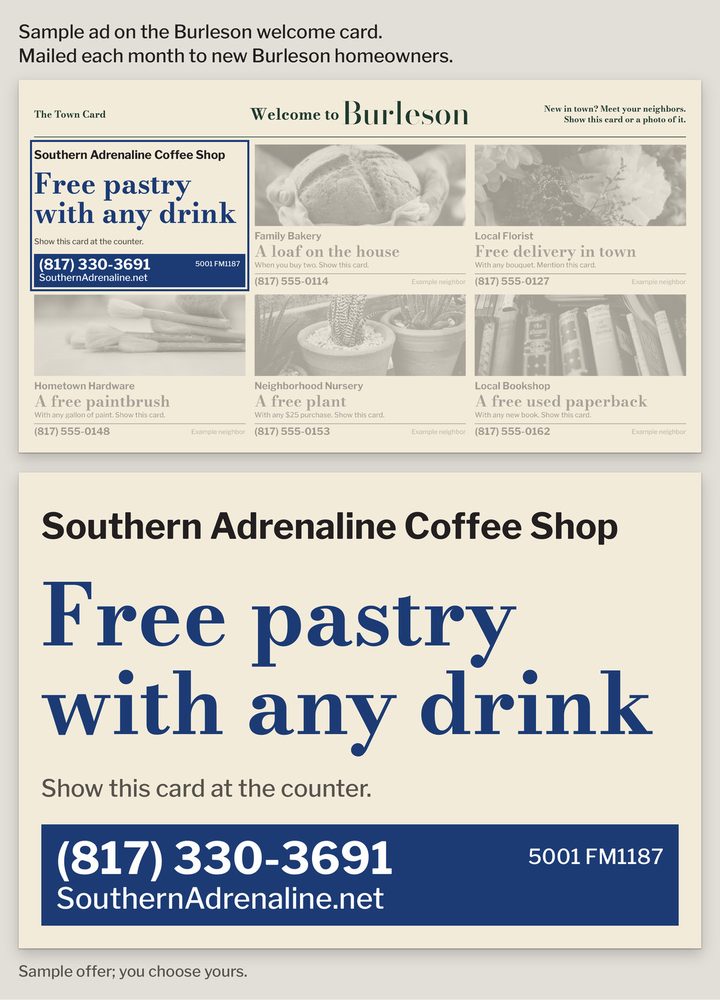 Sample ad on the Burleson welcome card.
Mailed each month to new Burleson homeowners.
The Town Card
Welcome to Burleson
New in town? Meet your neighbors.
Show this card or a photo of it.
Southern Adrenaline Coffee Shop
Free pastry
with any drink
Show this card at the counter.
(817) 330-3691
5001 FM1187
SouthernAdrenaline.net
Family Bakery
A loaf on the house
When you buy two. Show this card.
(817) 555-0114
Example neighbor
Local Florist
Free delivery in town
With any bouquet. Mention this card.
(817) 555-0127
Example neighbor
Hometown Hardware
A free paintbrush
With any gallon of paint. Show this card.
(817) 555-0148
Example neighbor
Neighborhood Nursery
A free plant
With any $25 purchase. Show this card.
(817) 555-0153
Example neighbor
Local Bookshop
A free used paperback
With any new book. Show this card.
(817) 555-0162
Example neighbor
Southern Adrenaline Coffee Shop
Free pastry
with any drink
Show this card at the counter.
(817) 330-3691
5001 FM1187
SouthernAdrenaline.net
Sample offer; you choose yours.